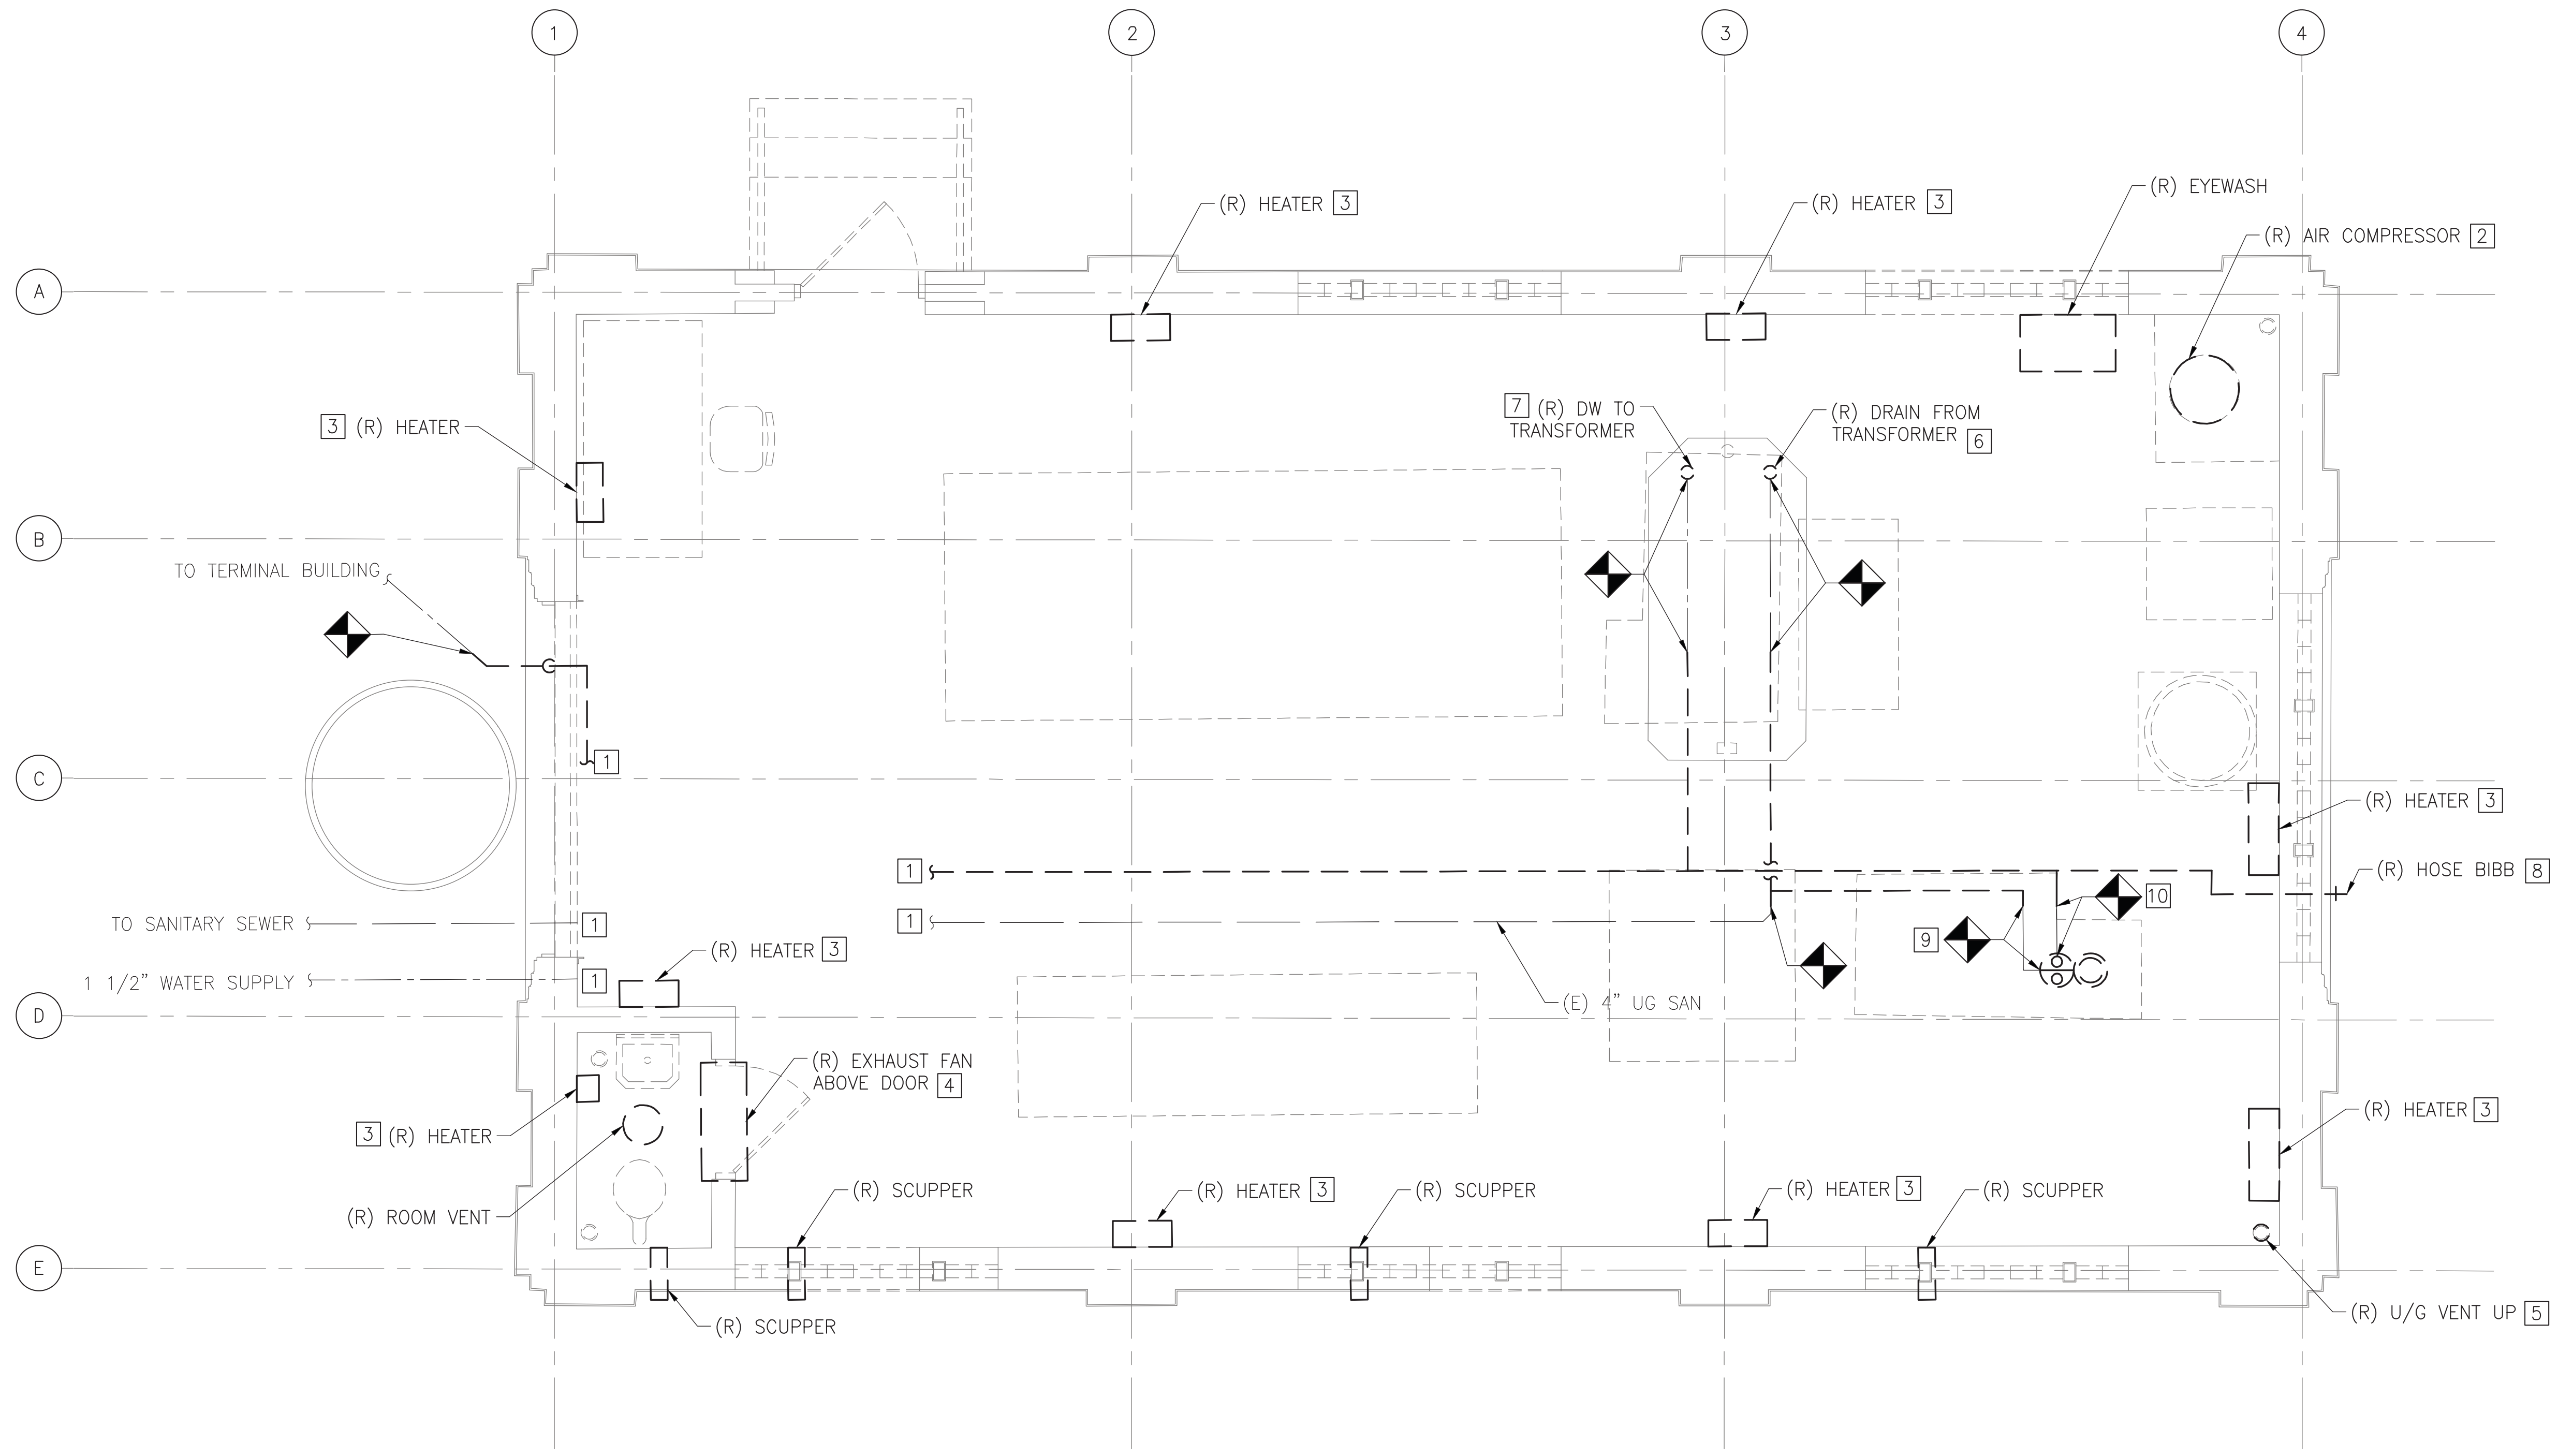 1 2 3 4
(R) EYEWASH
(R) HEATER 3
(R) HEATER 3
(R) AIR COMPRESSOR 2
A
7 (R) DW TO
TRANSFORMER
(R) DRAIN FROM
TRANSFORMER 6
3 (R) HEATER
B
TO TERMINAL BUILDING
1
C
(R) HEATER 3
1
(R) HOSE BIBB 8
10
TO SANITARY SEWER
1
1
9
(R) HEATER 3
1 1/2" WATER SUPPLY
1
(E) 4" UG SAN
D
(R) EXHAUST FAN
ABOVE DOOR 4
(R) HEATER 3
3 (R) HEATER
(R) SCUPPER
(R) HEATER 3
(R) SCUPPER
(R) HEATER 3
(R) SCUPPER
(R) ROOM VENT
E
(R) U/G VENT UP 5
(R) SCUPPER